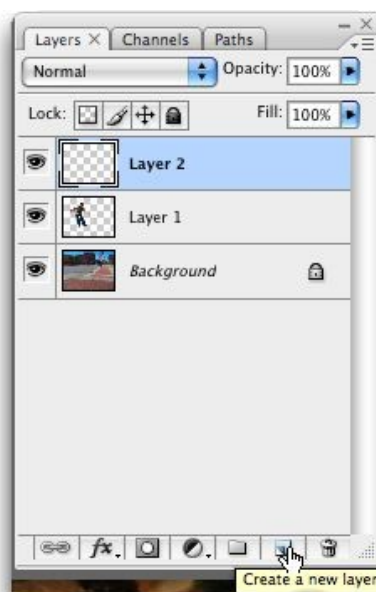 Layers × Channels Paths
Normal Opacity: 100%
Lock: Fill: 100%
Layer 2
Layer 1
Background
fx.
Create a new layer